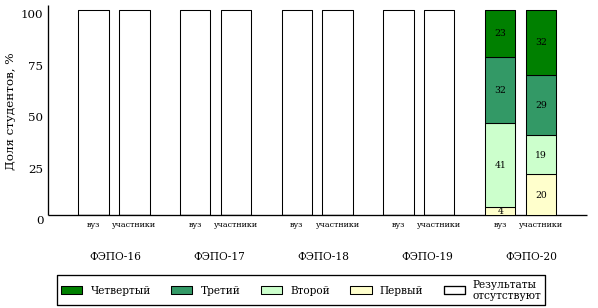 Доля студентов, %
100
75
50
25
0
23
32
41
4
32
29
19
20
вуз участники вуз участники вуз участники вуз участники вуз участники
ФЭПО-16 ФЭПО-17 ФЭПО-18 ФЭПО-19 ФЭПО-20
Четвертый Третий Второй Первый Результаты
отсутствуют